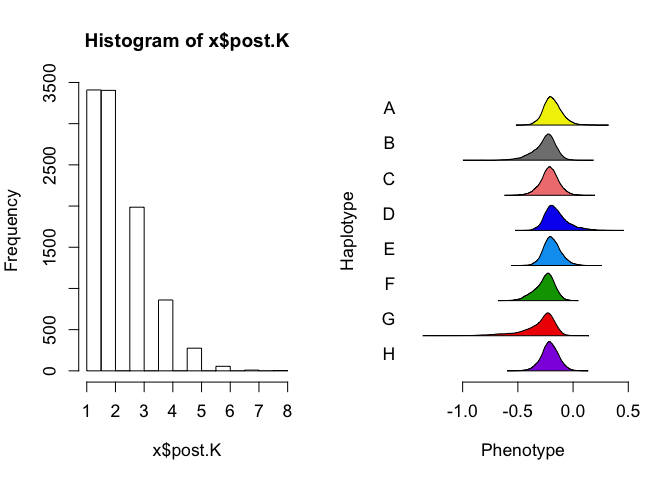 Histogram of x$post.K
Frequency
0
500
1500
2500
3500
1 2 3 4 5 6 7 8
x$post.K
Haplotype
A
B
C
D
E
F
G
H
-1.0 -0.5 0.0 0.5
Phenotype